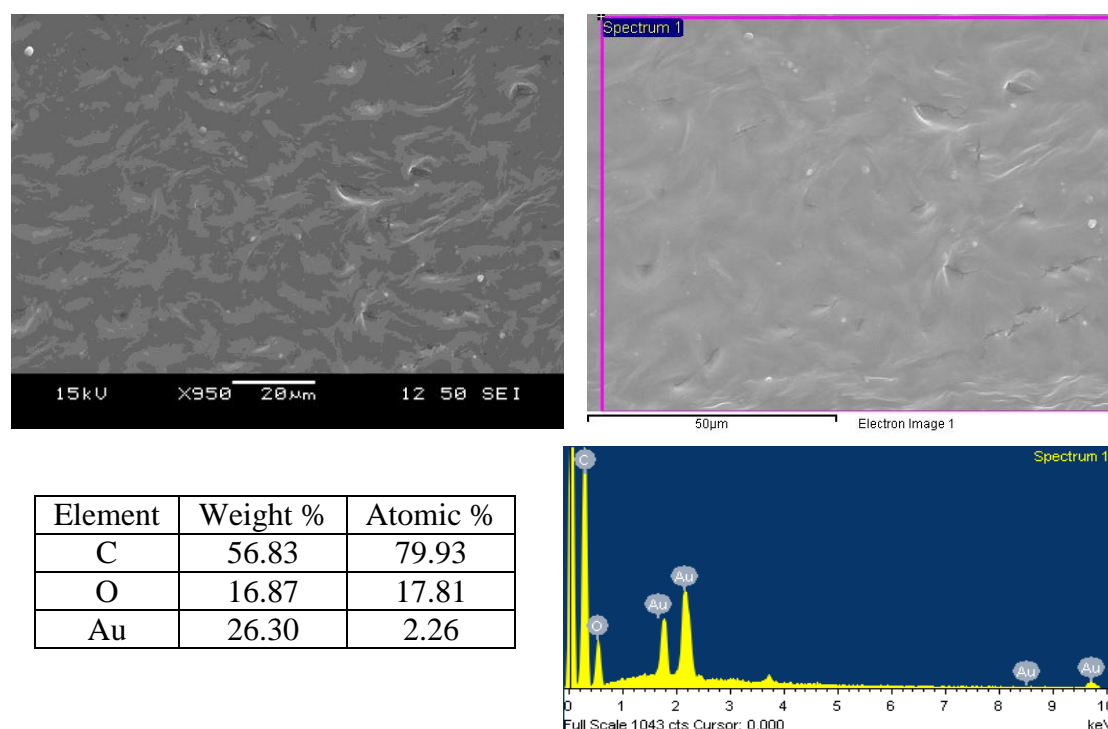 Spectrum 1
15kV X950 20μm 12 50 SEI
50μm Electron Image 1
Spectrum 1
C
Au
Au
O
Au
Au
0 1 2 3 4 5 6 7 8 9 10
Full Scale 1043 cts Cursor: 0.000 keV
Element Weight % Atomic %
C 56.83 79.93
O 16.87 17.81
Au 26.30 2.26